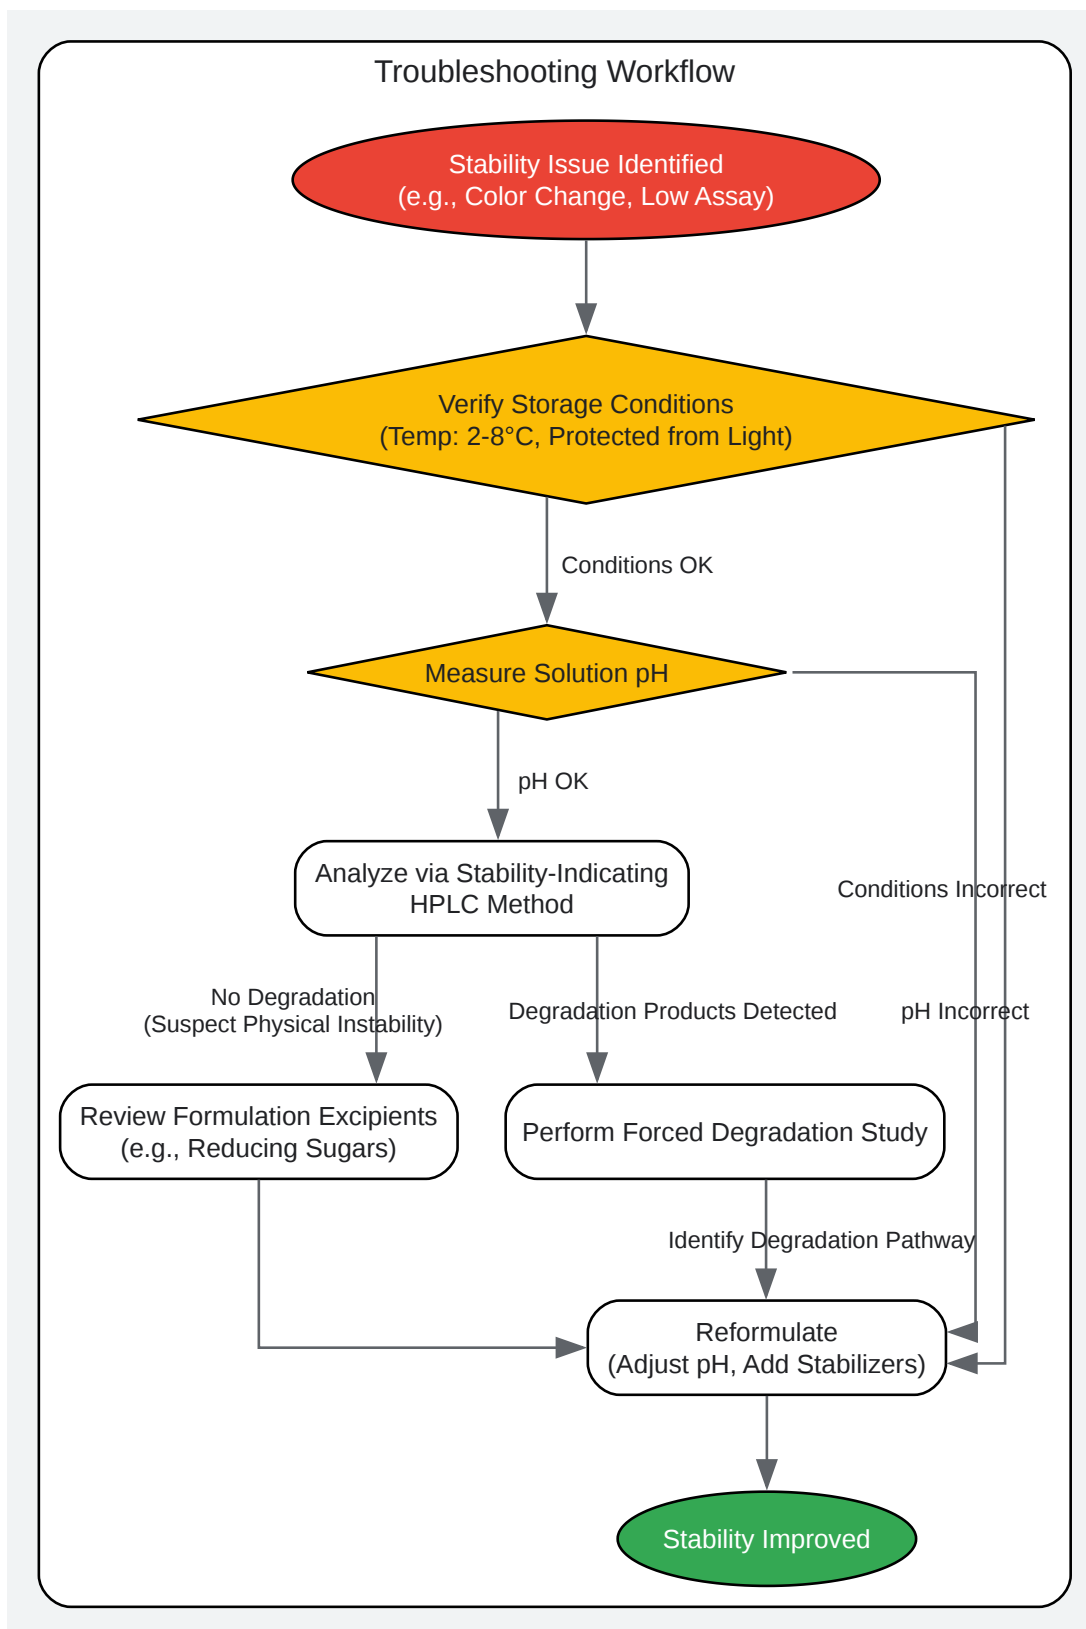 Troubleshooting Workflow
Stability Issue Identified
(e.g., Color Change, Low Assay)
Verify Storage Conditions
(Temp: 2-8°C, Protected from Light)
Conditions OK
Measure Solution pH
pH OK
Analyze via Stability-Indicating
HPLC Method
Conditions Incorrect
No Degradation
(Suspect Physical Instability)
Degradation Products Detected
pH Incorrect
Review Formulation Excipients
(e.g., Reducing Sugars)
Perform Forced Degradation Study
Identify Degradation Pathway
Reformulate
(Adjust pH, Add Stabilizers)
Stability Improved